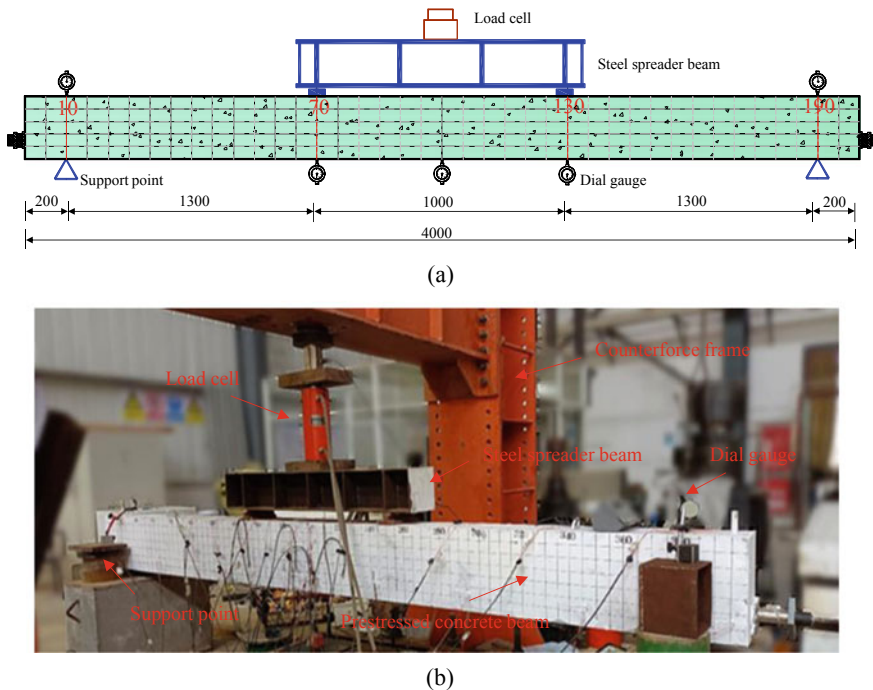 Load cell
Steel spreader beam
10 70 130 190
Support point
Dial gauge
200 1300 1000 1300 200
4000
(a)
Counterforce frame
Load cell
Steel spreader beam
Dial gauge
Support point
Prestressed concrete beam
(b)